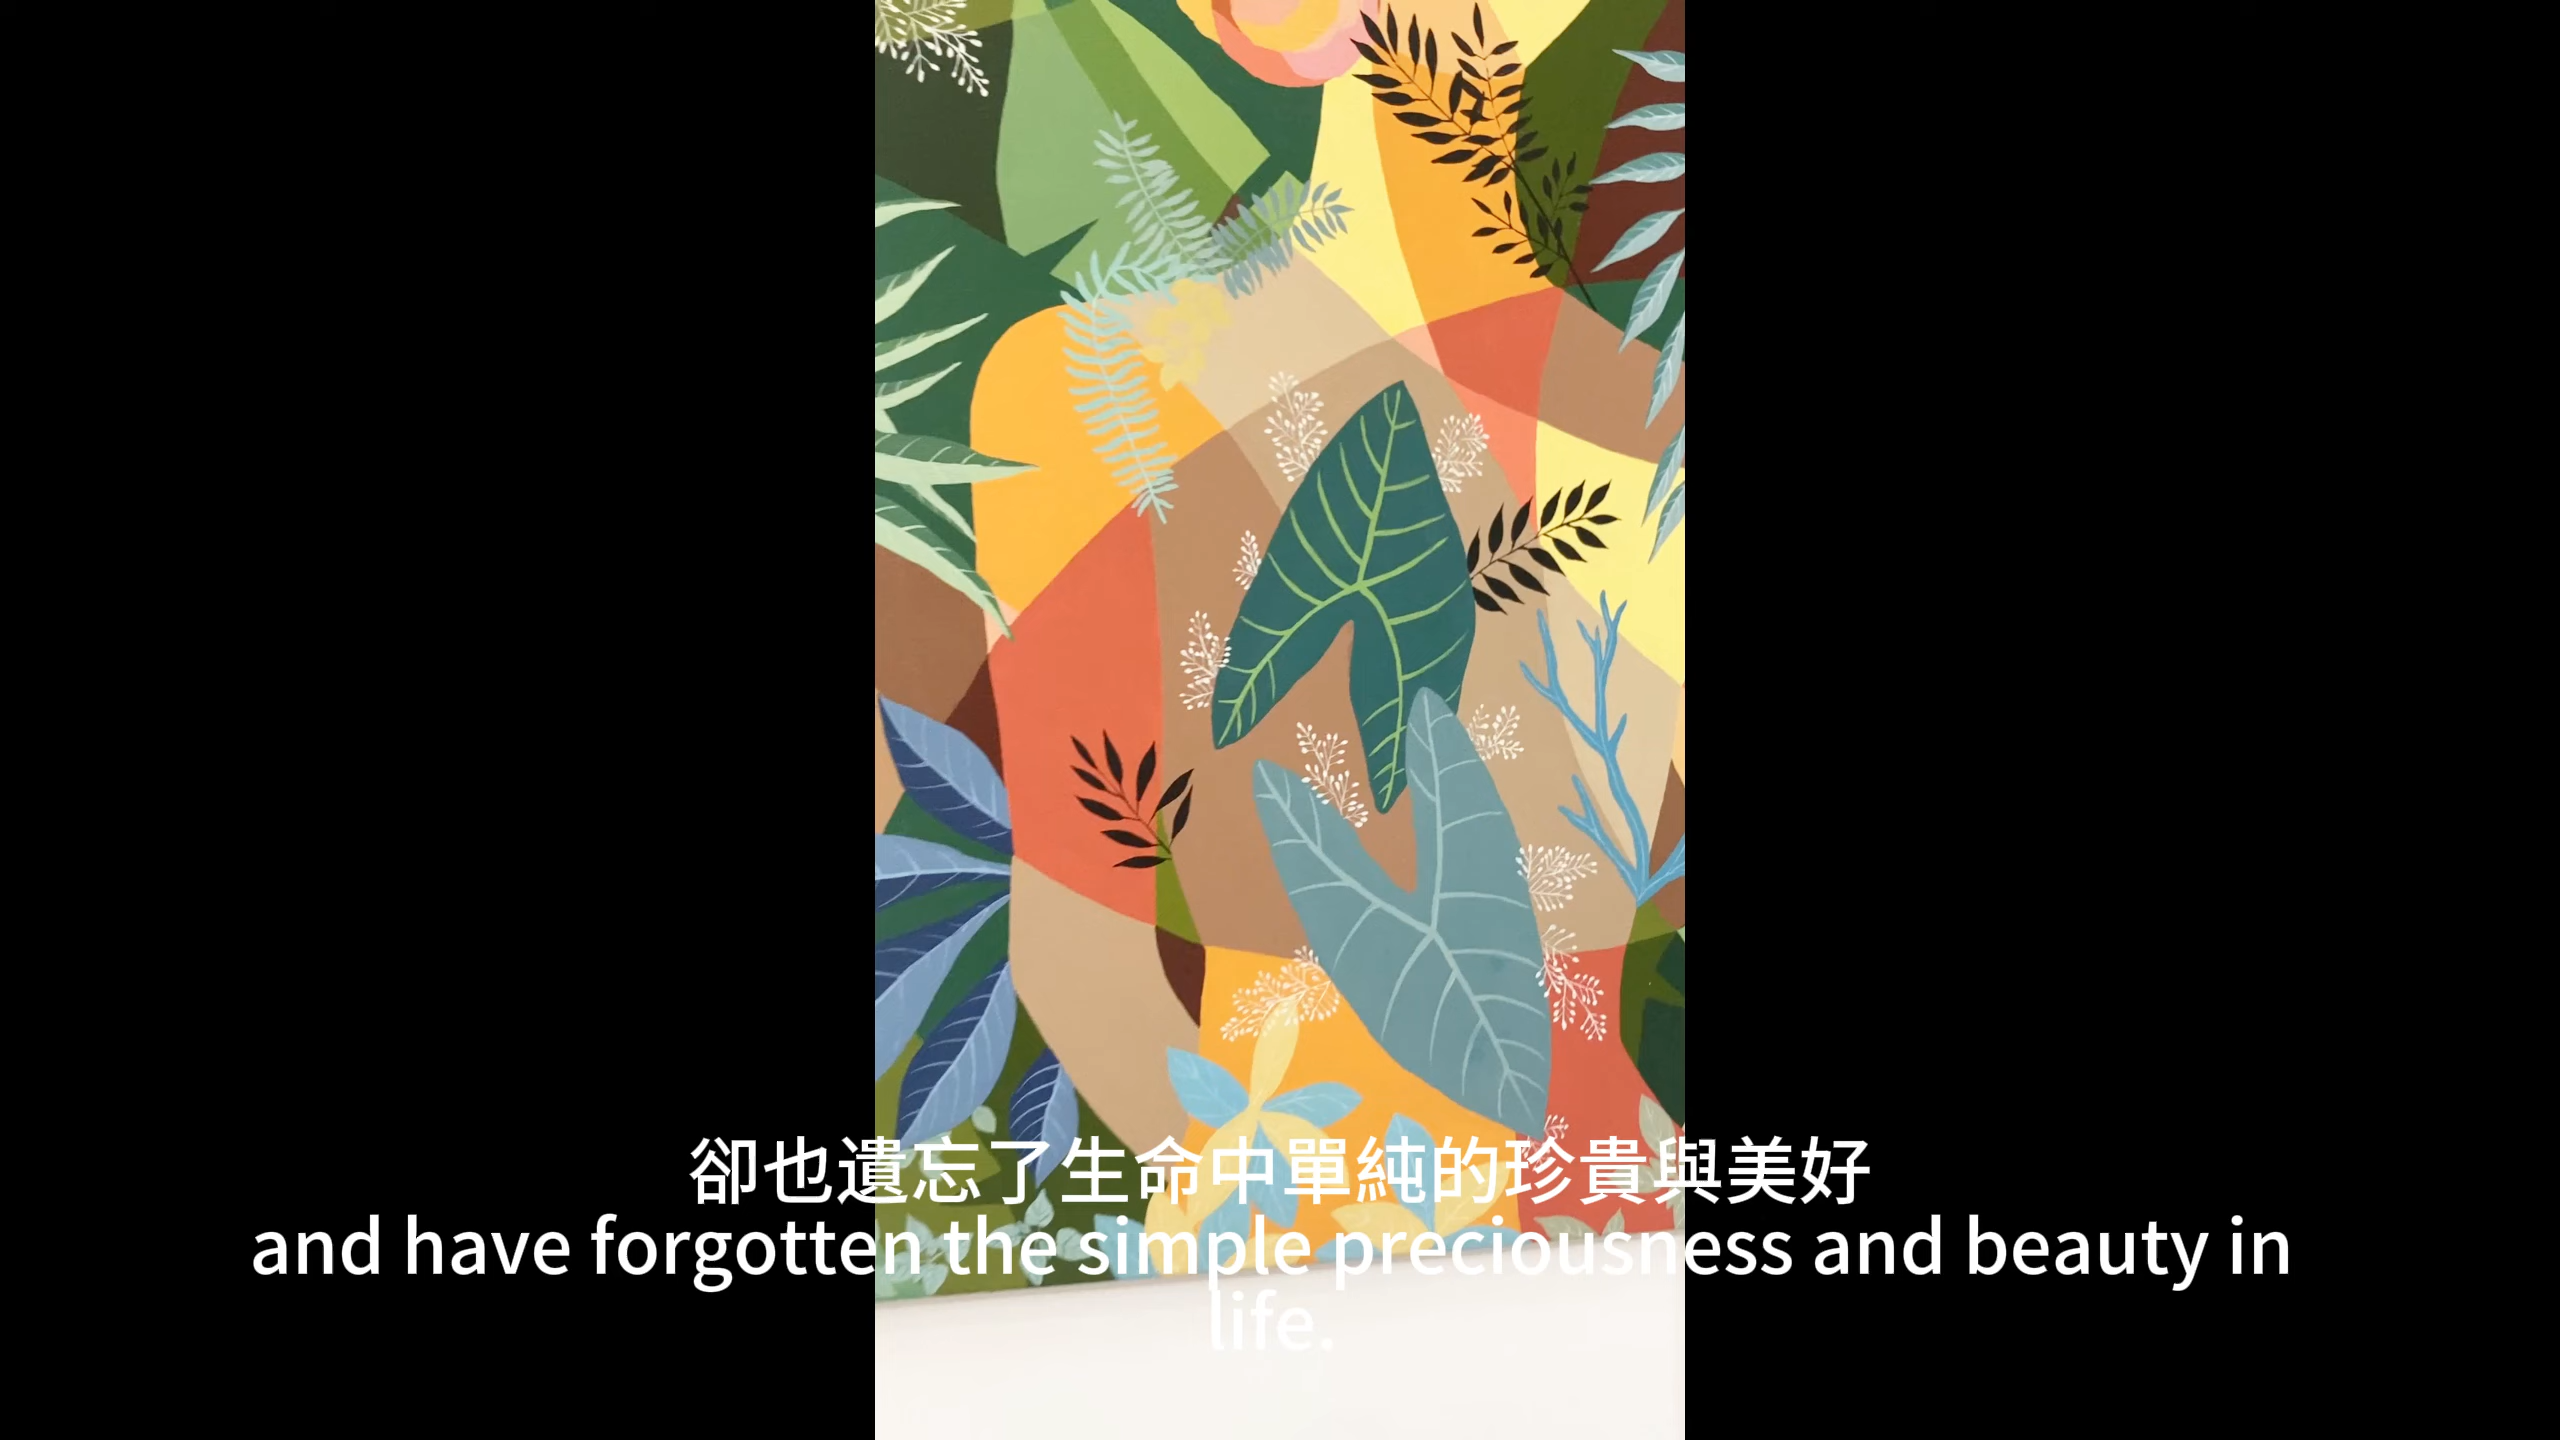 卻也遺忘了生命中單純的珍貴與美好
and have forgotten the simple preciousness and beauty in
life.